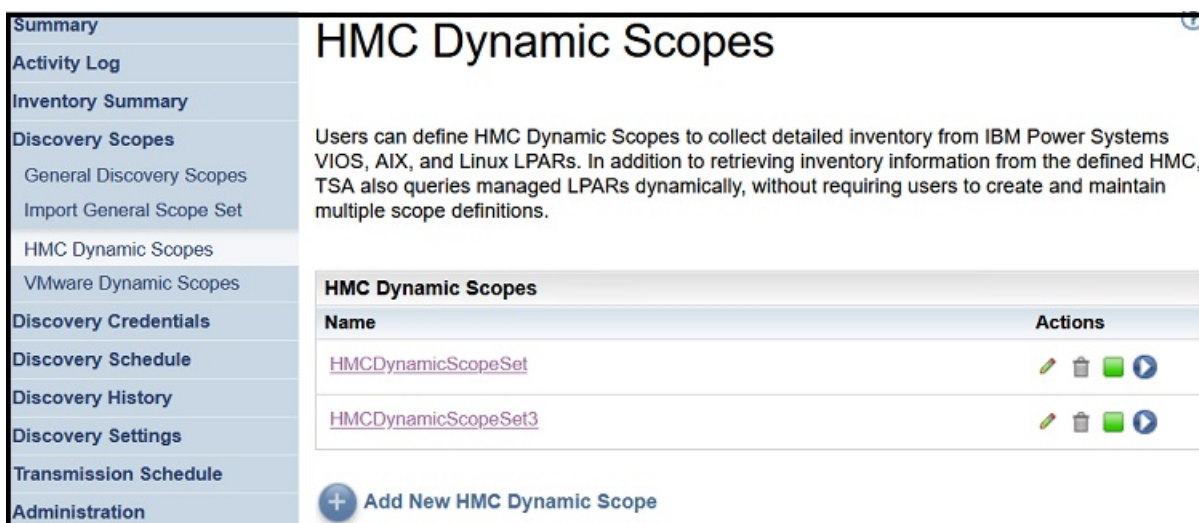 Summary
Activity Log
Inventory Summary
Discovery Scopes
General Discovery Scopes
Import General Scope Set
HMC Dynamic Scopes
VMware Dynamic Scopes
Discovery Credentials
Discovery Schedule
Discovery History
Discovery Settings
Transmission Schedule
Administration
HMC Dynamic Scopes
?
Users can define HMC Dynamic Scopes to collect detailed inventory from IBM Power Systems
VIOS, AIX, and Linux LPARs. In addition to retrieving inventory information from the defined HMC,
TSA also queries managed LPARs dynamically, without requiring users to create and maintain
multiple scope definitions.
HMC Dynamic Scopes
Name Actions
HMCDynamicScopeSet
HMCDynamicScopeSet3
Add New HMC Dynamic Scope